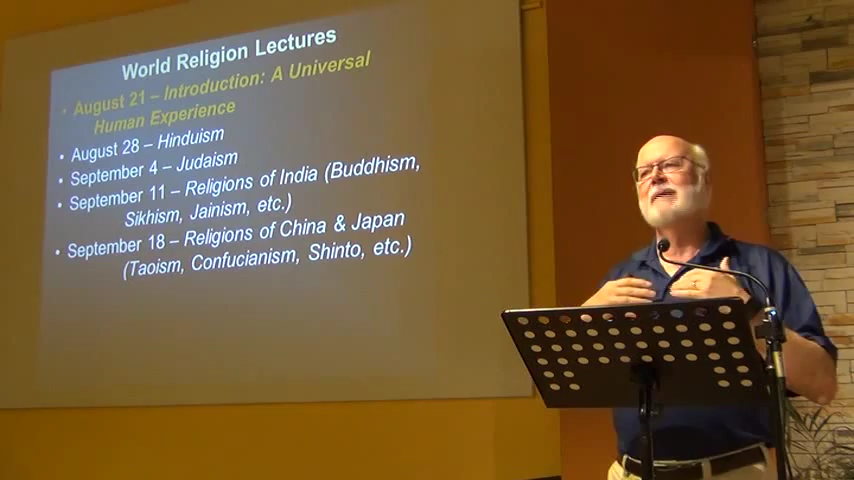 World Religion Lectures
• August 21 – Introduction: A Universal
Human Experience
• August 28 – Hinduism
• September 4 – Judaism
• September 11 – Religions of India (Buddhism,
Sikhism, Jainism, etc.)
• September 18 – Religions of China & Japan
(Taoism, Confucianism, Shinto, etc.)